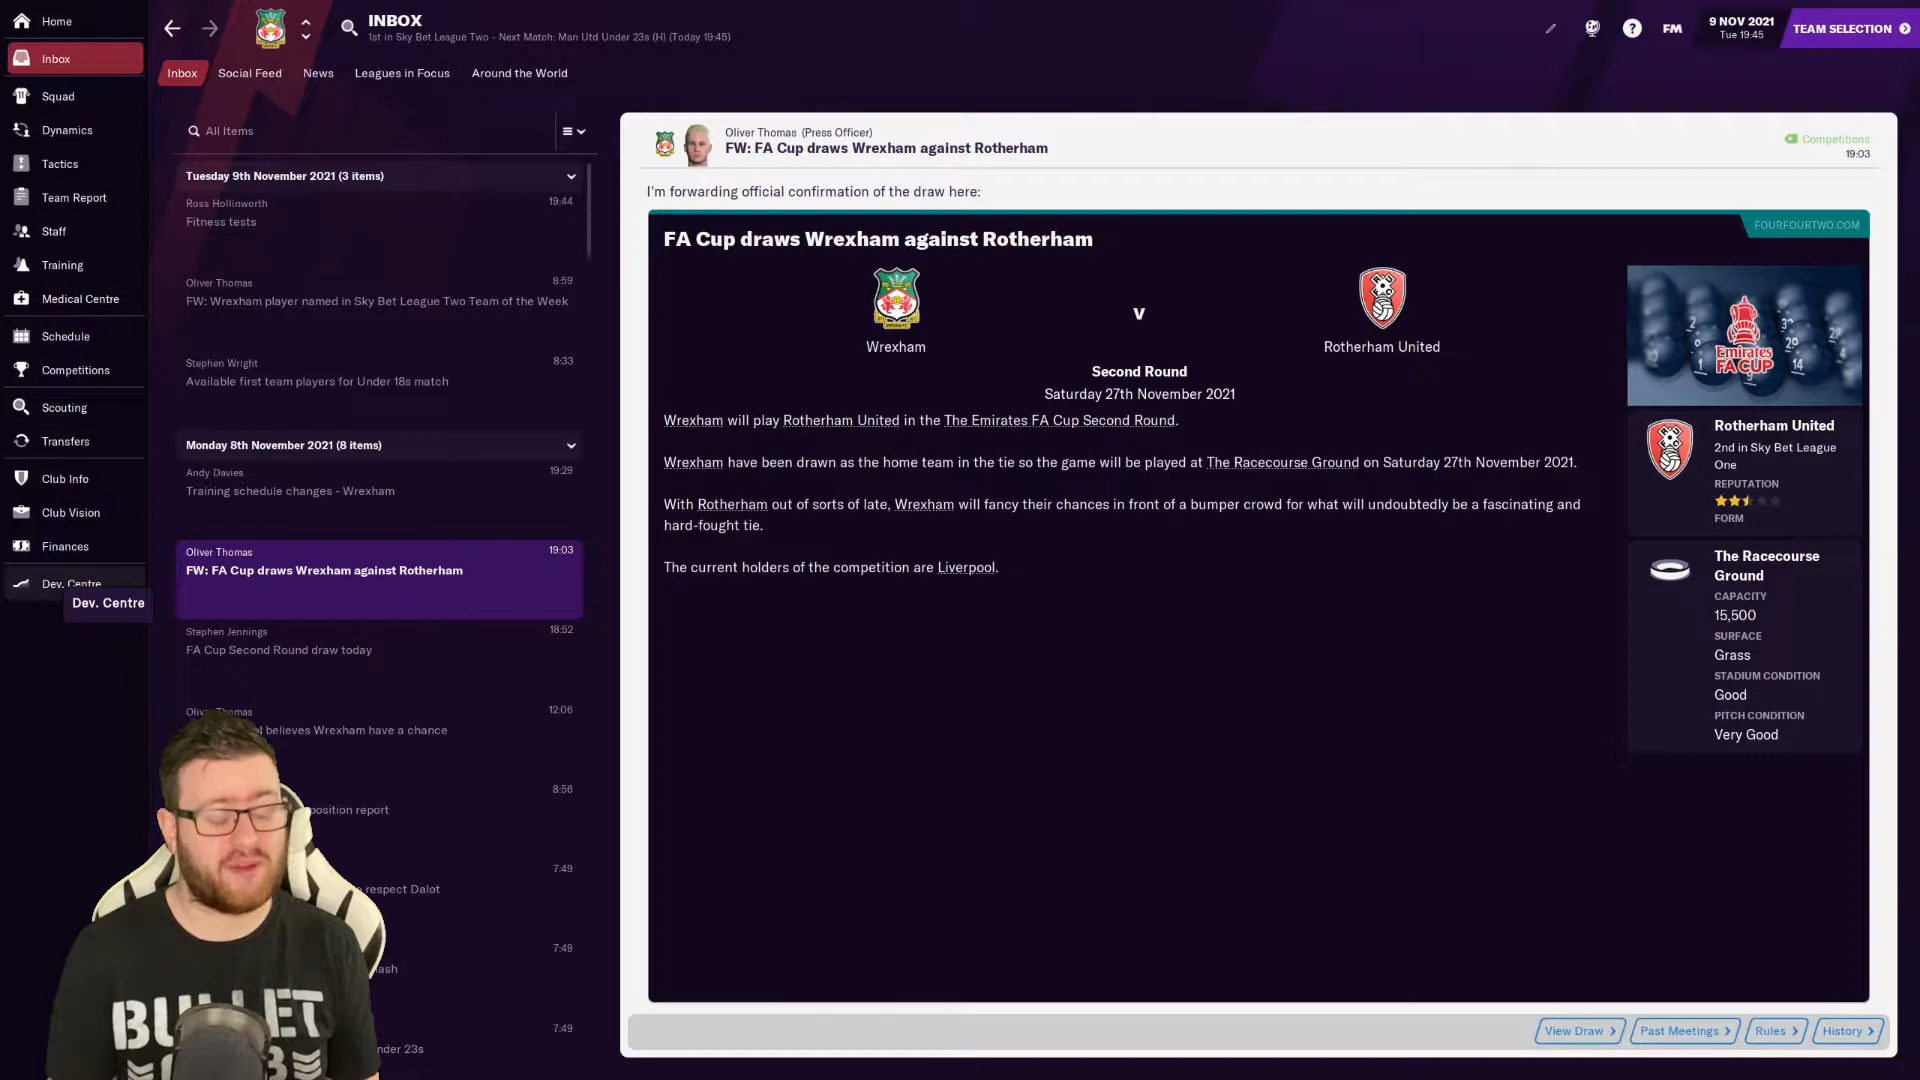 Home
Inbox
Squad
Dynamics
Tactics
Team Report
Staff
Training
Medical Centre
Schedule
Competitions
Scouting
Transfers
Club Info
Club Vision
Finances
Dev. Centre
Dev. Centre
INBOX
1st in Sky Bet League Two - Next Match: Man Utd Under 23s (H) (Today 19:45)
FM
9 NOV 2021
Tue 19:45
TEAM SELECTION
Inbox Social Feed News Leagues in Focus Around the World
All Items
Tuesday 9th November 2021 (3 items)
Ross Hollinworth 19:44
Fitness tests
Oliver Thomas 8:59
FW: Wrexham player named in Sky Bet League Two Team of the Week
Stephen Wright 8:33
Available first team players for Under 18s match
Monday 8th November 2021 (8 items)
Andy Davies 19:29
Training schedule changes - Wrexham
Oliver Thomas 19:03
FW: FA Cup draws Wrexham against Rotherham
Stephen Jennings 18:52
FA Cup Second Round draw today
Oliver Thomas 12:06
believes Wrexham have a chance
8:56
position report
7:49
respect Dalot
7:49
7:49
23s
Oliver Thomas (Press Officer)
FW: FA Cup draws Wrexham against Rotherham
Competitions
19:03
I'm forwarding official confirmation of the draw here:
FOURFOURTWO.COM
FA Cup draws Wrexham against Rotherham
v
Wrexham
Rotherham United
Second Round
Saturday 27th November 2021
Wrexham will play Rotherham United in the The Emirates FA Cup Second Round.
Wrexham have been drawn as the home team in the tie so the game will be played at The Racecourse Ground on Saturday 27th November 2021.
With Rotherham out of sorts of late, Wrexham will fancy their chances in front of a bumper crowd for what will undoubtedly be a fascinating and
hard-fought tie.
The current holders of the competition are Liverpool.
Emirates
FA CUP
Rotherham United
2nd in Sky Bet League
One
REPUTATION
FORM
The Racecourse
Ground
CAPACITY
15,500
SURFACE
Grass
STADIUM CONDITION
Good
PITCH CONDITION
Very Good
View Draw
Past Meetings
Rules
History
BULLET